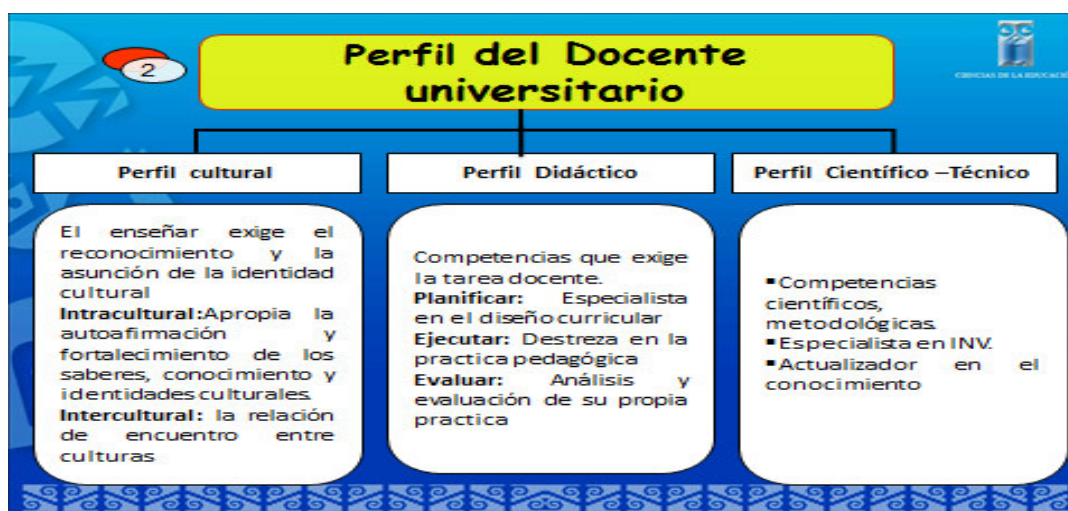 2
Perfil del Docente
universitario
CIENCIAS DE LA EDUCACIÓ
Perfil cultural
El enseñar exige el
reconocimiento y la
asunción de la identidad
cultural
Intracultural:Apropia la
autoafirmación y
fortalecimiento de los
saberes, conocimiento y
identidades culturales.
Intercultural: la relación
de encuentro entre
culturas
Perfil Didáctico
Competencias que exige
la tarea docente.
Planificar: Especialista
en el diseño curricular
Ejecutar: Destreza en la
practica pedagógica
Evaluar: Análisis y
evaluación de su propia
practica
Perfil Científico –Técnico
▪Competencias
científicos,
metodológicas.
▪Especialista en INV.
▪Actualizador en el
conocimiento